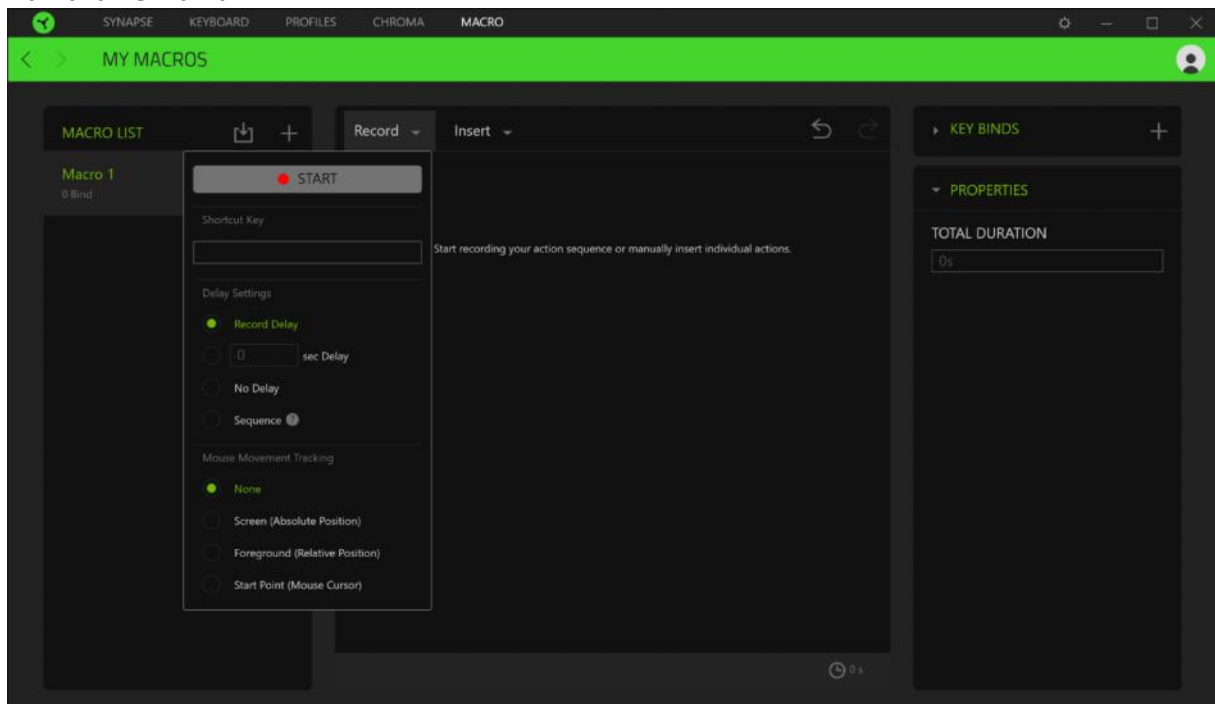 SYNAPSE KEYBOARD PROFILES CHROMA MACRO
MY MACROS
MACRO LIST
Macro 1
0 Bind
Record
Insert
START
Shortcut Key
Delay Settings
Record Delay
0 sec Delay
No Delay
Sequence ?
Mouse Movement Tracking
None
Screen (Absolute Position)
Foreground (Relative Position)
Start Point (Mouse Cursor)
Start recording your action sequence or manually insert individual actions.
0 s
KEY BINDS
PROPERTIES
TOTAL DURATION
0s